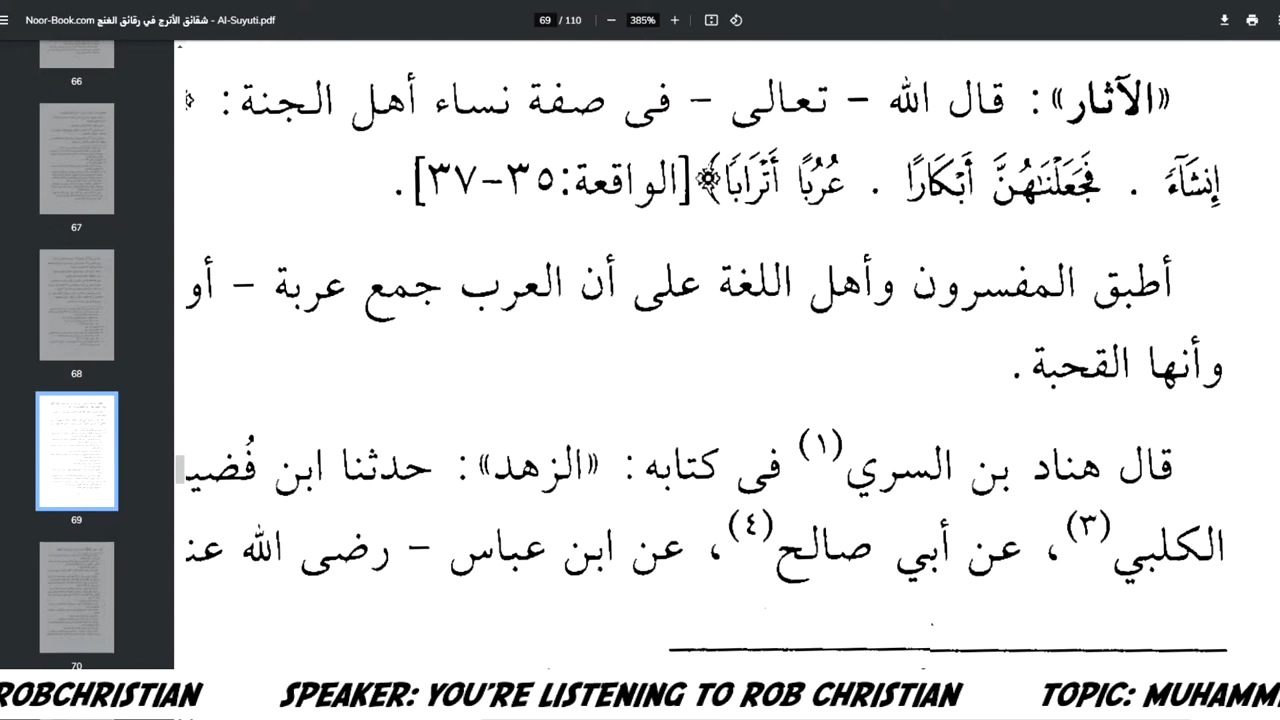 Noor-Book.com شقائق الأترج في رقائق الغنج - Al-Suyuti.pdf
69 / 110
385%
66
67
68
69
70
«الآثار»: قال الله – تعالى – فى صفة نساء أهل الجنة:
إِنشَآءً . فَجَعَلْنَـٰهُنَّ أَبْكَارًا . عُرُبًا أَتْرَابًا﴾[الواقعة:٣٥–٣٧].
أطبق المفسرون وأهل اللغة على أن العرب جمع عربة – أو
وأنها القحبة.
قال هناد بن السري(١) فى كتابه: «الزهد»: حدثنا ابن
الكلبي(٣)، عن أبي صالح(٤)، عن ابن عباس – رضى الله
ROBCHRISTIAN SPEAKER: YOU'RE LISTENING TO ROB CHRISTIAN TOPIC: MUHAMM